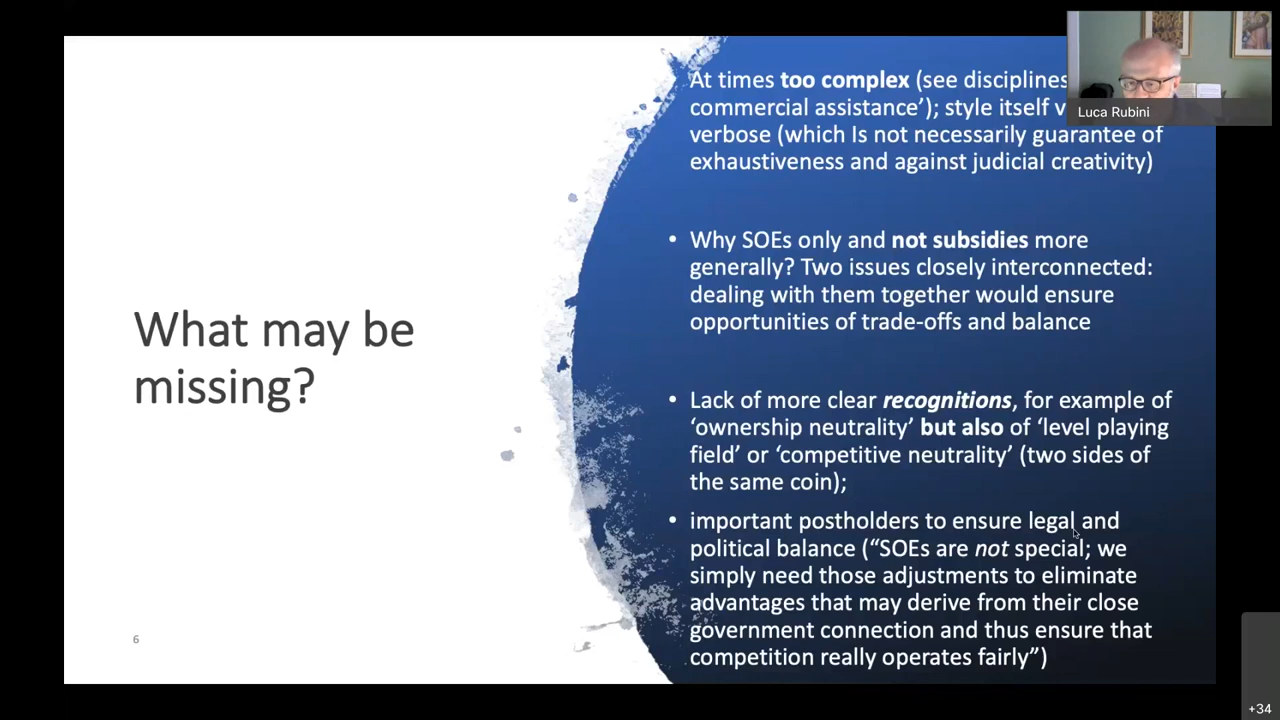 What may be
missing?
At times too complex (see disciplines
commercial assistance’); style itself
verbose (which Is not necessarily guarantee of
exhaustiveness and against judicial creativity)
• Why SOEs only and not subsidies more
generally? Two issues closely interconnected:
dealing with them together would ensure
opportunities of trade-offs and balance
• Lack of more clear recognitions, for example of
‘ownership neutrality’ but also of ‘level playing
field’ or ‘competitive neutrality’ (two sides of
the same coin);
• important postholders to ensure legal and
political balance (“SOEs are not special; we
simply need those adjustments to eliminate
advantages that may derive from their close
government connection and thus ensure that
competition really operates fairly”)
6
Luca Rubini
+34